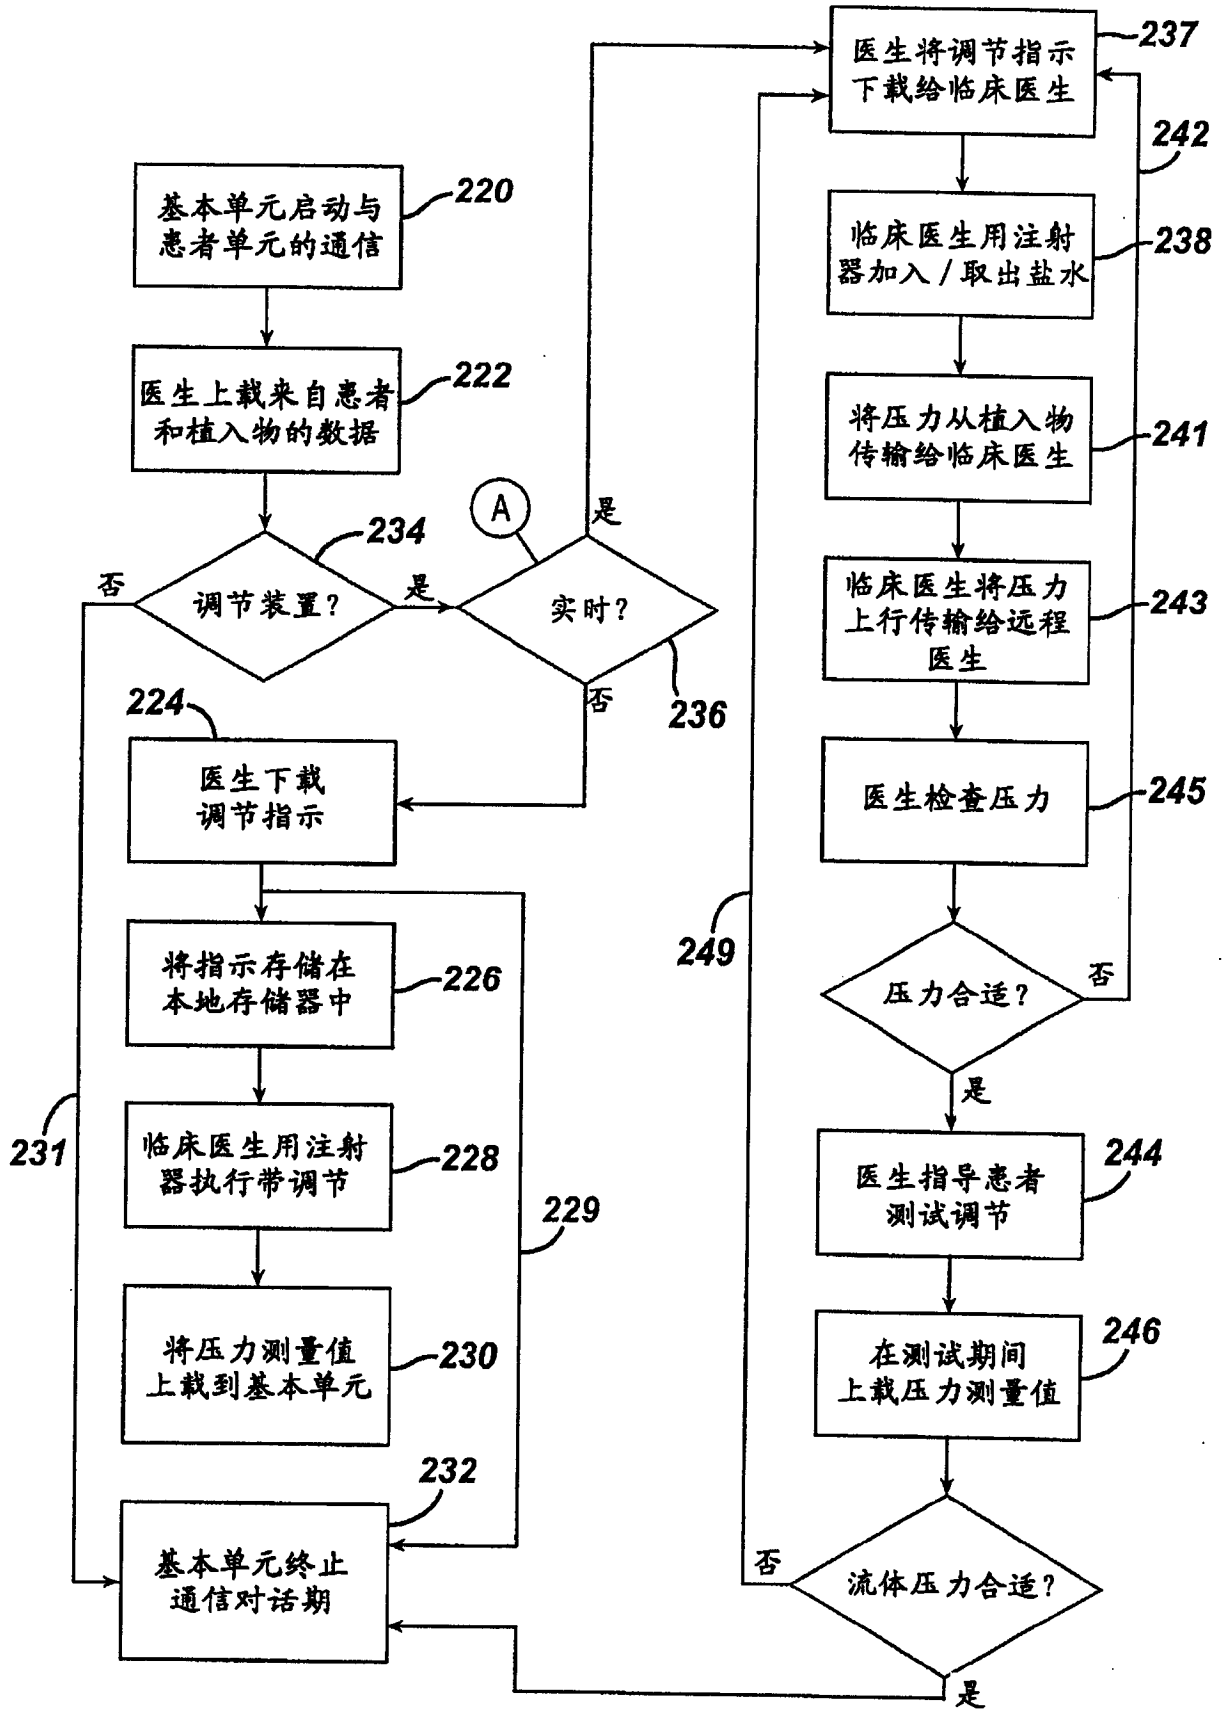 基本单元启动与
患者单元的通信
220
医生上载来自患者
和植入物的数据
222
调节装置?
234
否
是
A
实时?
236
是
否
224
医生下载
调节指示
将指示存储在
本地存储器中
226
临床医生用注射
器执行带调节
228
229
将压力测量值
上载到基本单元
230
231
232
基本单元终止
通信对话期
医生将调节指示
下载给临床医生
237
242
临床医生用注射
器加入/取出盐水
238
将压力从植入物
传输给临床医生
241
临床医生将压力
上行传输给远程
医生
243
医生检查压力
245
249
压力合适?
否
是
医生指导患者
测试调节
244
在测试期间
上载压力测量值
246
流体压力合适?
否
是